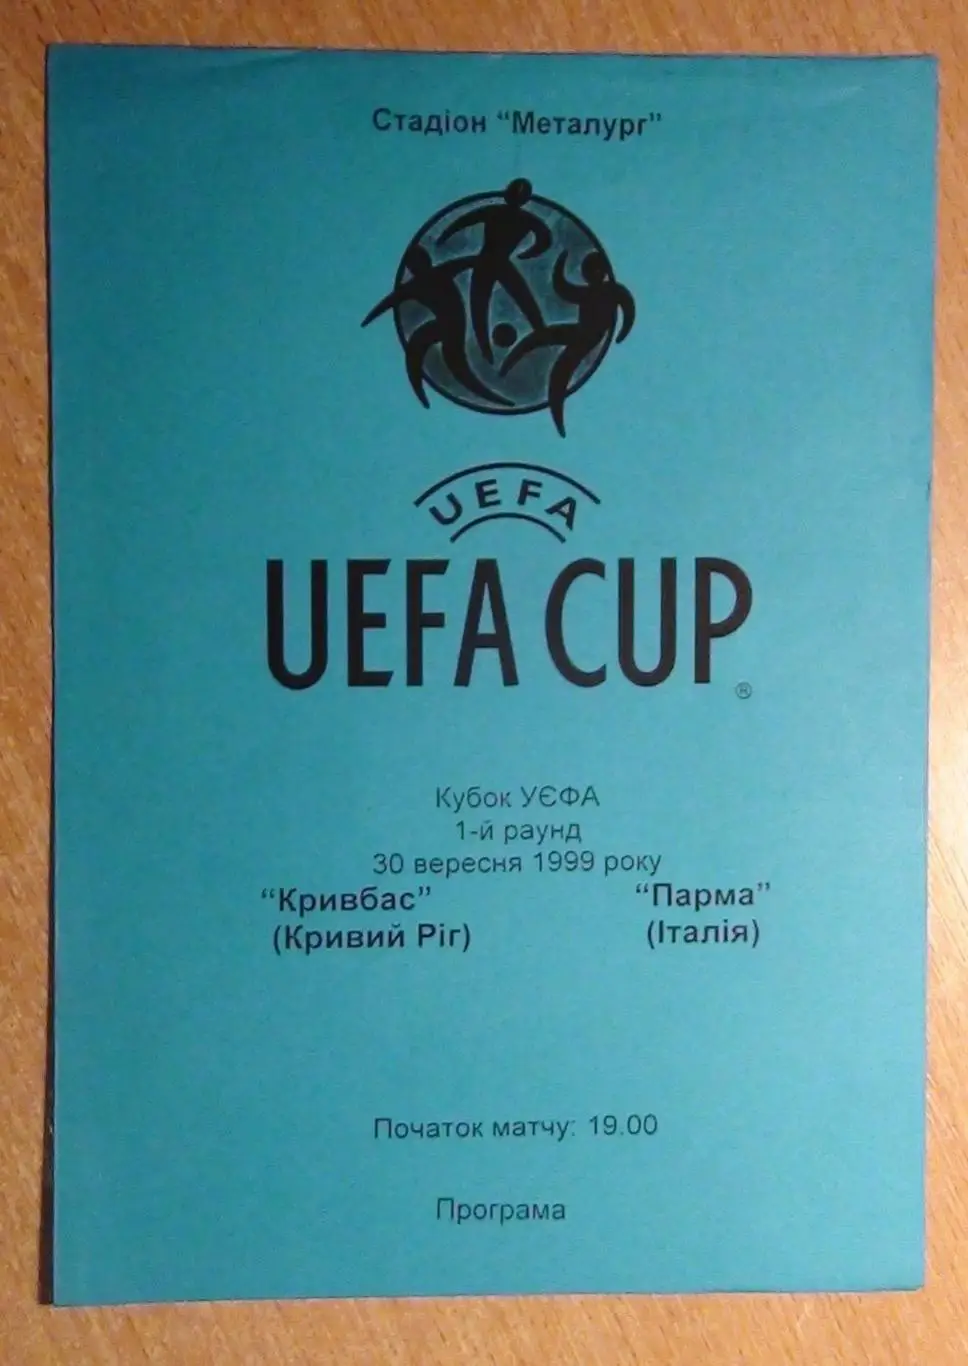 Стадіон “Металург”
UEFA
UEFA CUP ®
Кубок УЄФА
1-й раунд
30 вересня 1999 року
“Кривбас” “Парма”
(Кривий Ріг) (Італія)
Початок матчу: 19.00
Програма